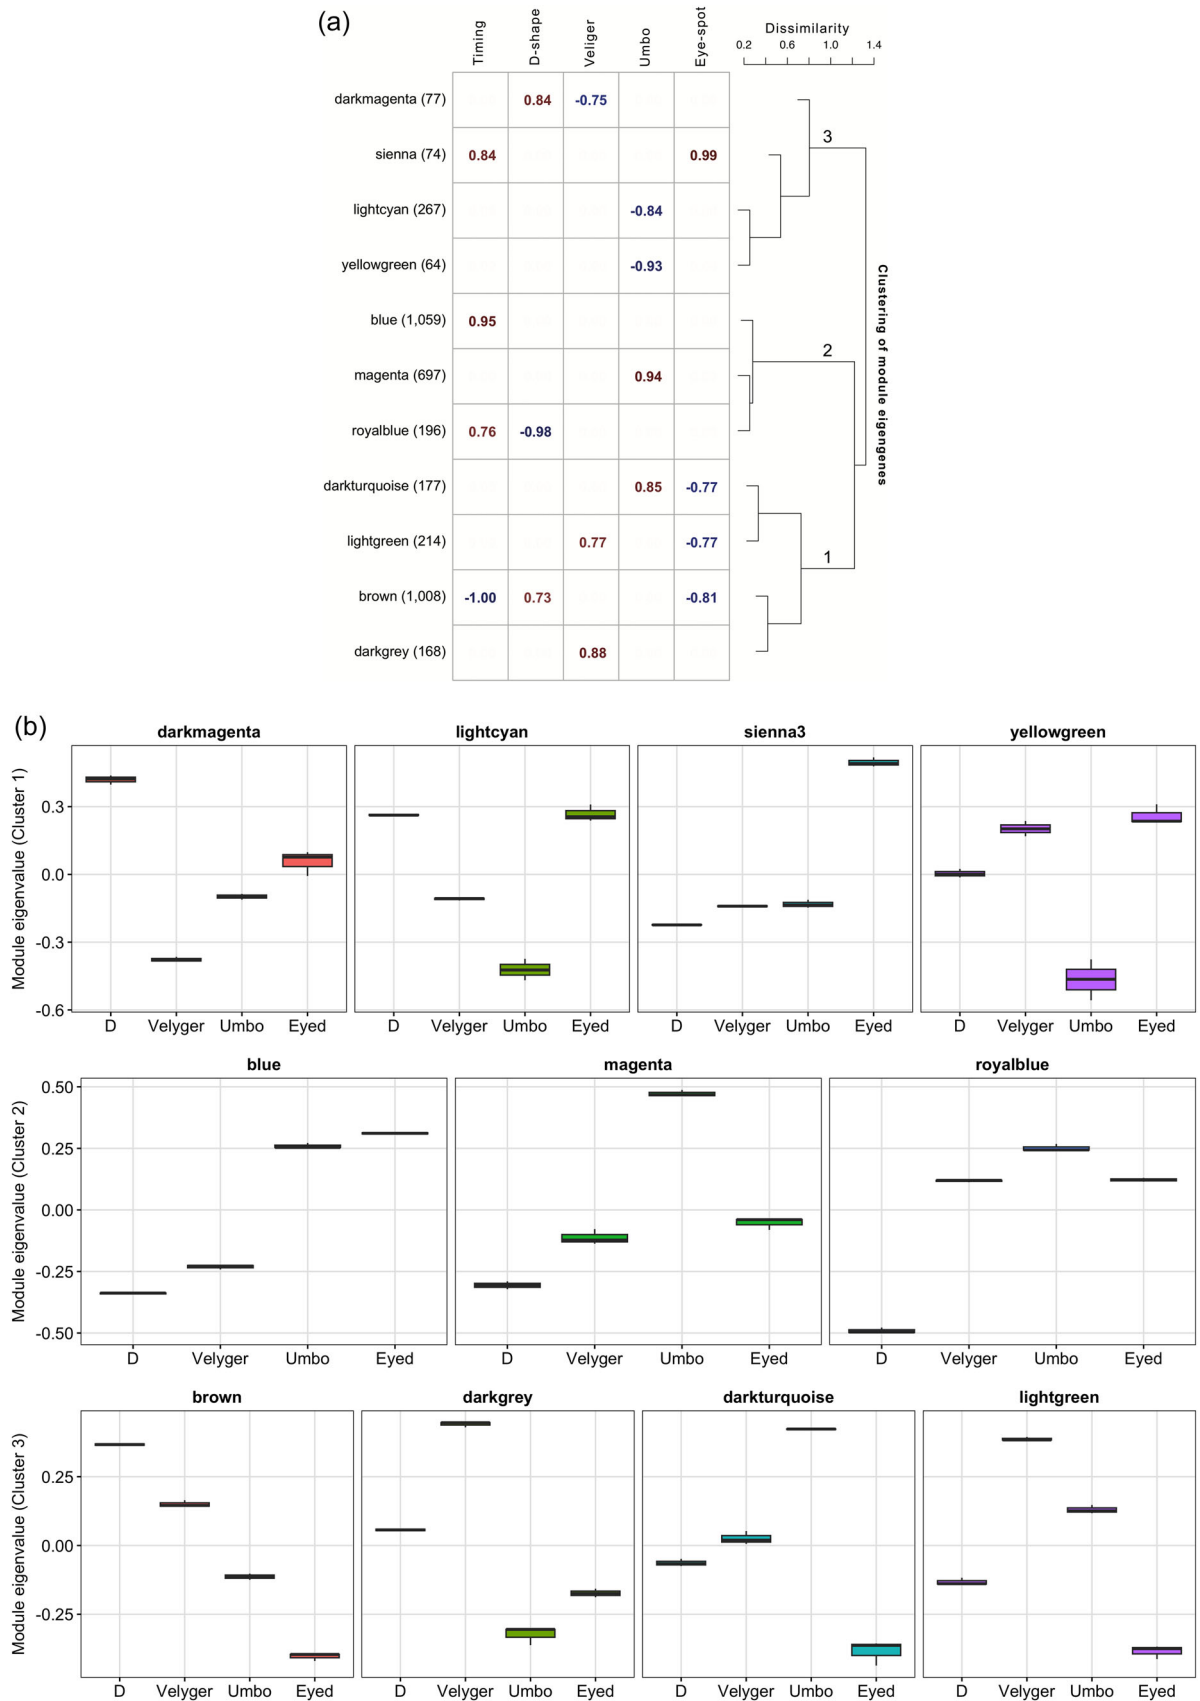 (a)
Timing
D-shape
Veliger
Umbo
Eye-spot
Dissimilarity
0.2 0.6 1.0 1.4
darkmagenta (77) 0.84 -0.75
sienna (74) 0.84 0.99
lightcyan (267) -0.84
yellowgreen (64) -0.93
blue (1,059) 0.95
magenta (697) 0.94
royalblue (196) 0.76 -0.98
darkturquoise (177) 0.85 -0.77
lightgreen (214) 0.77 -0.77
brown (1,008) -1.00 0.73 -0.81
darkgrey (168) 0.88
3
2
1
Clustering of module eigengenes
(b)
darkmagenta lightcyan sienna3 yellowgreen
Module eigenvalue (Cluster 1)
0.3
0.0
-0.3
-0.6
D Velyger Umbo Eyed D Velyger Umbo Eyed D Velyger Umbo Eyed D Velyger Umbo Eyed
blue magenta royalblue
Module eigenvalue (Cluster 2)
0.50
0.25
0.00
-0.25
-0.50
D Velyger Umbo Eyed D Velyger Umbo Eyed D Velyger Umbo Eyed
brown darkgrey darkturquoise lightgreen
Module eigenvalue (Cluster 3)
0.25
0.00
-0.25
D Velyger Umbo Eyed D Velyger Umbo Eyed D Velyger Umbo Eyed D Velyger Umbo Eyed